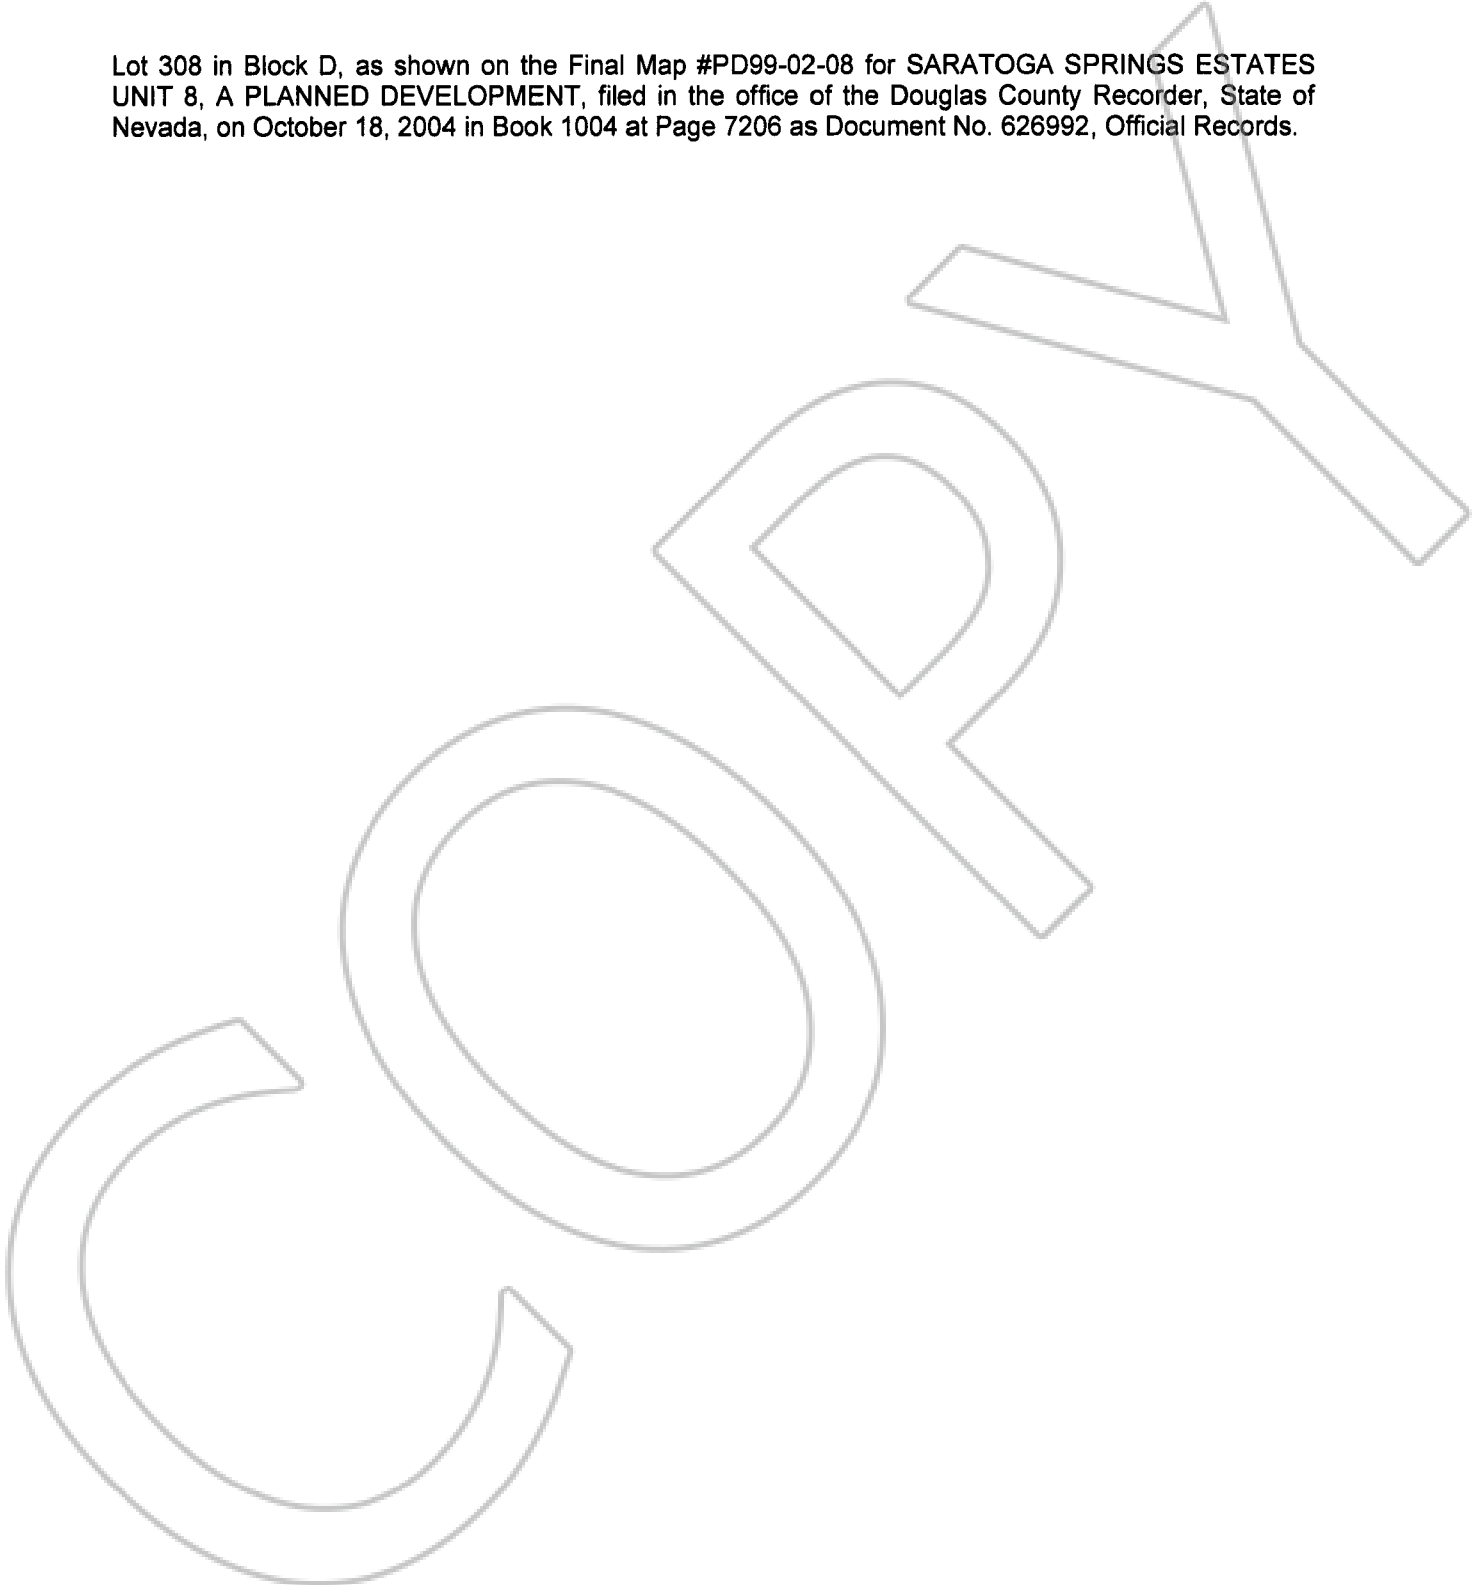 Lot 308 in Block D, as shown on the Final Map #PD99-02-08 for SARATOGA SPRINGS ESTATES
UNIT 8, A PLANNED DEVELOPMENT, filed in the office of the Douglas County Recorder, State of
Nevada, on October 18, 2004 in Book 1004 at Page 7206 as Document No. 626992, Official Records.
COPY